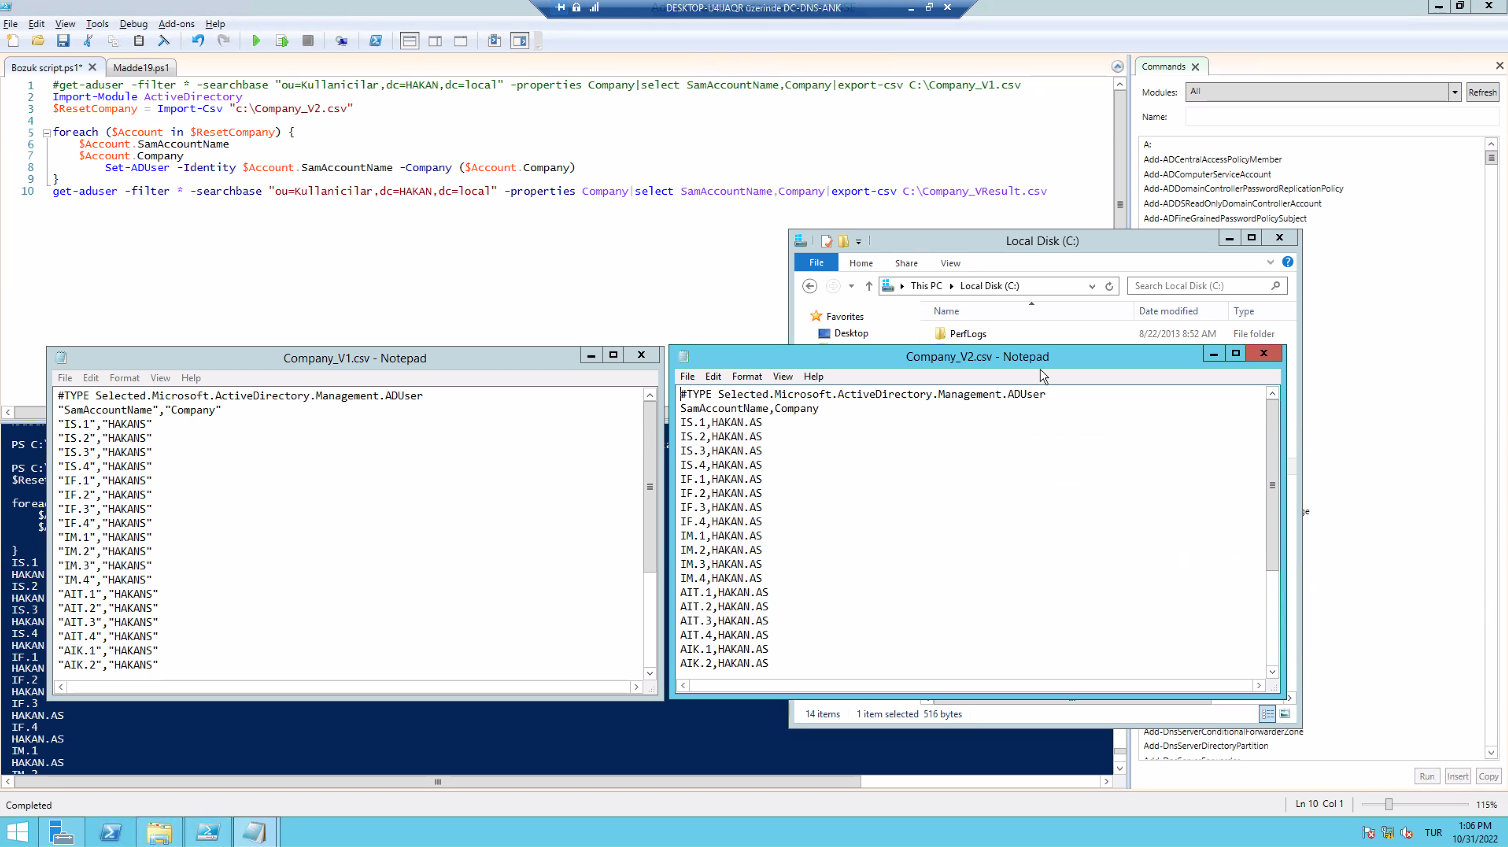 DESKTOP-U4UAQR üzerinde DC-DNS-ANK
File Edit View Tools Debug Add-ons Help
Bozuk script.ps1* Madde19.ps1
1 #get-aduser -filter * -searchbase "ou=Kullanicilar,dc=HAKAN,dc=local" -properties Company|select SamAccountName,Company|export-csv C:\Company_V1.csv
2 Import-Module ActiveDirectory
3 $ResetCompany = Import-Csv "c:\Company_V2.csv"
4
5 foreach ($Account in $ResetCompany) {
6 $Account.SamAccountName
7 $Account.Company
8 Set-ADUser -Identity $Account.SamAccountName -Company ($Account.Company)
9 }
10 get-aduser -filter * -searchbase "ou=Kullanicilar,dc=HAKAN,dc=local" -properties Company|select SamAccountName,Company|export-csv C:\Company_VResult.csv
Commands
Modules: All Refresh
Name:
A:
Add-ADCentralAccessPolicyMember
Add-ADComputerServiceAccount
Add-ADDomainControllerPasswordReplicationPolicy
Add-ADDSReadOnlyDomainControllerAccount
Add-ADFineGrainedPasswordPolicySubject
Local Disk (C:)
File Home Share View
This PC Local Disk (C:) Search Local Disk (C:)
Favorites
Desktop
Name Date modified Type
PerfLogs 8/22/2013 8:52 AM File folder
Company_V1.csv - Notepad
File Edit Format View Help
#TYPE Selected.Microsoft.ActiveDirectory.Management.ADUser
"SamAccountName","Company"
"IS.1","HAKANS"
"IS.2","HAKANS"
"IS.3","HAKANS"
"IS.4","HAKANS"
"IF.1","HAKANS"
"IF.2","HAKANS"
"IF.3","HAKANS"
"IF.4","HAKANS"
"IM.1","HAKANS"
"IM.2","HAKANS"
"IM.3","HAKANS"
"IM.4","HAKANS"
"AIT.1","HAKANS"
"AIT.2","HAKANS"
"AIT.3","HAKANS"
"AIT.4","HAKANS"
"AIK.1","HAKANS"
"AIK.2","HAKANS"
Company_V2.csv - Notepad
File Edit Format View Help
#TYPE Selected.Microsoft.ActiveDirectory.Management.ADUser
SamAccountName,Company
IS.1,HAKAN.AS
IS.2,HAKAN.AS
IS.3,HAKAN.AS
IS.4,HAKAN.AS
IF.1,HAKAN.AS
IF.2,HAKAN.AS
IF.3,HAKAN.AS
IF.4,HAKAN.AS
IM.1,HAKAN.AS
IM.2,HAKAN.AS
IM.3,HAKAN.AS
IM.4,HAKAN.AS
AIT.1,HAKAN.AS
AIT.2,HAKAN.AS
AIT.3,HAKAN.AS
AIT.4,HAKAN.AS
AIK.1,HAKAN.AS
AIK.2,HAKAN.AS
14 items 1 item selected 516 bytes
PS C:\
PS C:\
$Rese
forea
$A
$A
}
IS.1
HAKAN
IS.2
HAKAN
IS.3
HAKAN
IS.4
HAKAN
IF.1
HAKAN
IF.2
HAKAN
IF.3
HAKAN.AS
IF.4
HAKAN.AS
IM.1
HAKAN.AS
Add-DnsServerConditionalForwarderZone
Add-DnsServerDirectoryPartition
Run Insert Copy
Completed Ln 10 Col 1 115%
TUR 1:06 PM
10/31/2022